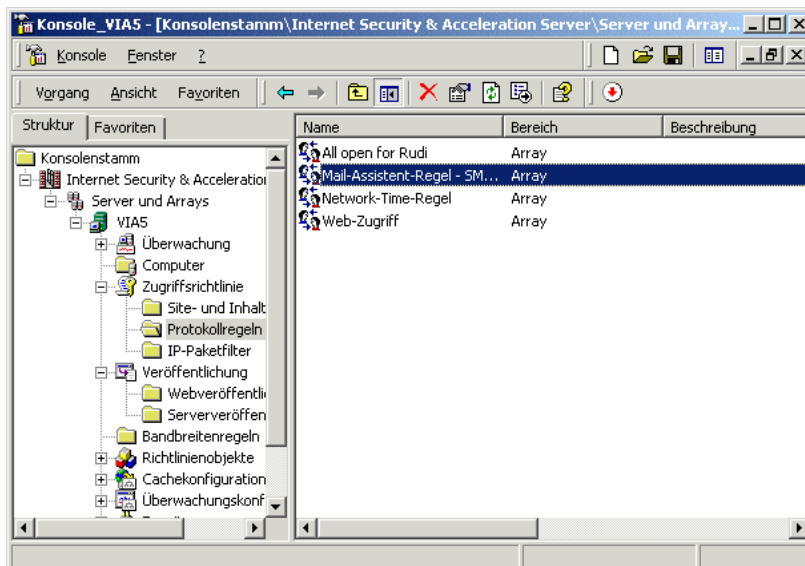 Konsole_VIA5 - [Konsolenstamm\Internet Security & Acceleration Server\Server und Array...
Konsole Fenster ?
Vorgang Ansicht Favoriten
Struktur Favoriten
Name Bereich Beschreibung
Konsolenstamm
Internet Security & Acceleration
Server und Arrays
VIA5
Überwachung
Computer
Zugriffsrichtlinie
Site- und Inhalt
Protokollregeln
IP-Paketfilter
Veröffentlichung
Webveröffentli
Serververöffen
Bandbreitenregeln
Richtlinienobjekte
Cachekonfiguration
Überwachungskonf
All open for Rudi Array
Mail-Assistent-Regel - SM... Array
Network-Time-Regel Array
Web-Zugriff Array